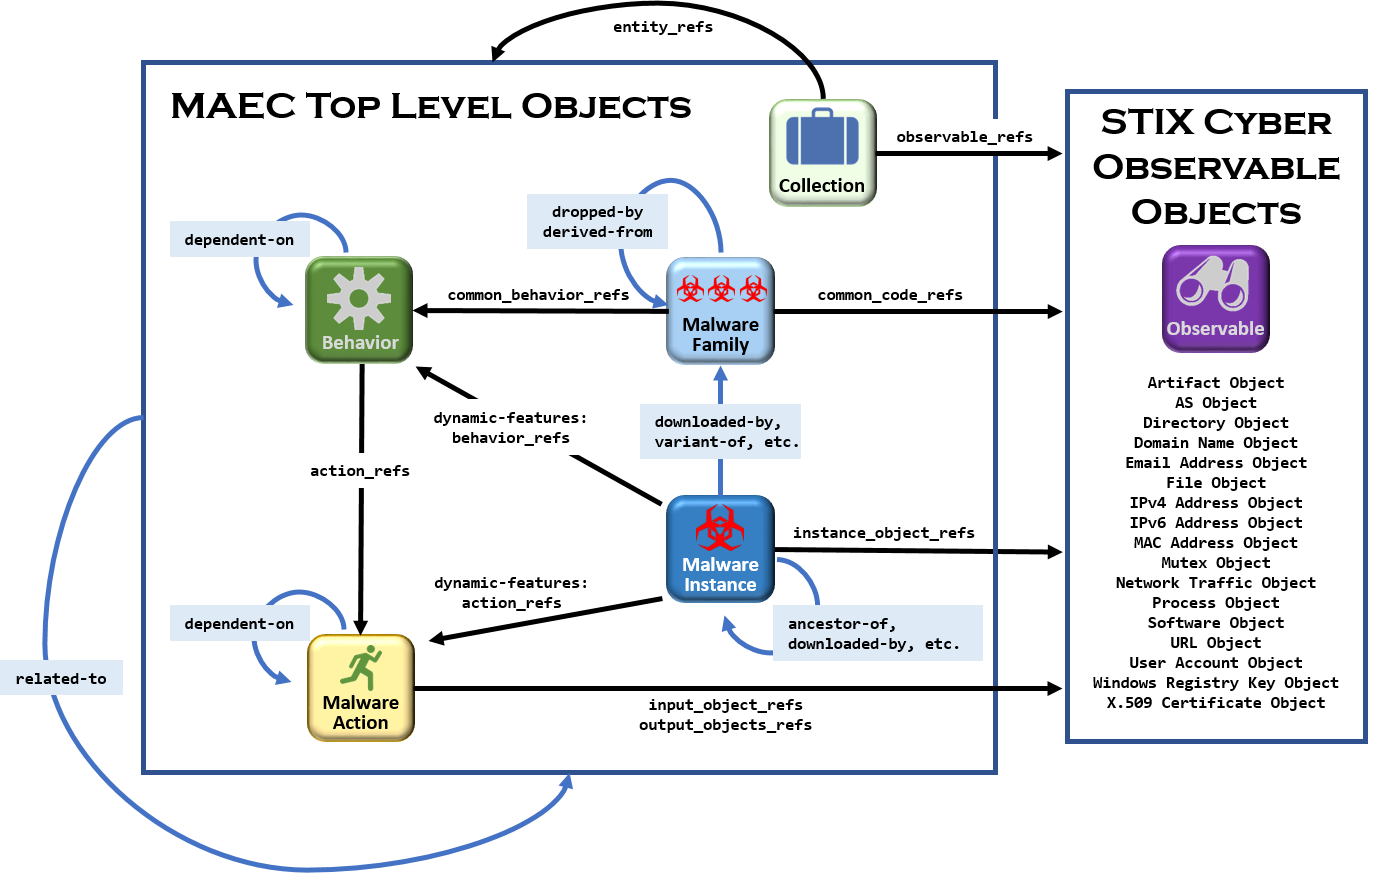 entity_refs
MAEC Top Level Objects
Collection
observable_refs
STIX Cyber
Observable
Objects
dropped-by
derived-from
dependent-on
Behavior
common_behavior_refs
Malware
Family
common_code_refs
Observable
dynamic-features:
behavior_refs
downloaded-by,
variant-of, etc.
action_refs
Malware
Instance
instance_object_refs
dynamic-features:
action_refs
ancestor-of,
downloaded-by, etc.
dependent-on
Malware
Action
related-to
input_object_refs
output_objects_refs
Artifact Object
AS Object
Directory Object
Domain Name Object
Email Address Object
File Object
IPv4 Address Object
IPv6 Address Object
MAC Address Object
Mutex Object
Network Traffic Object
Process Object
Software Object
URL Object
User Account Object
Windows Registry Key Object
X.509 Certificate Object